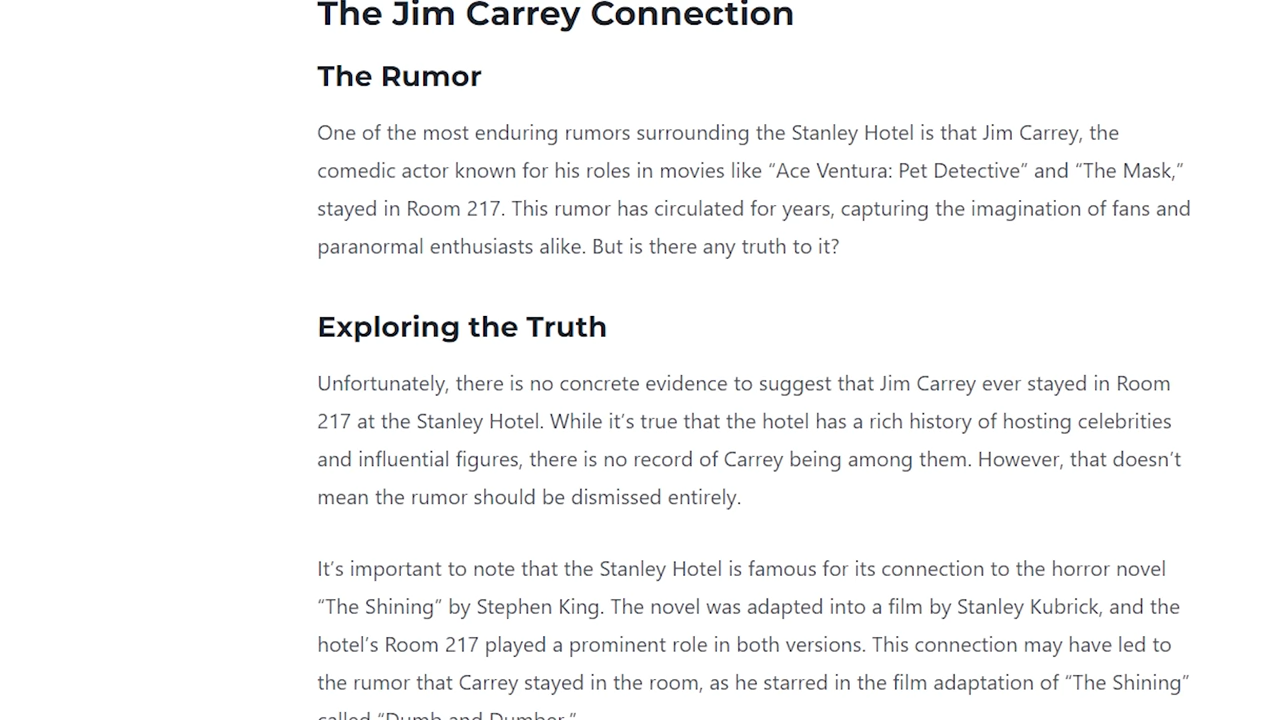 The Jim Carrey Connection
The Rumor
One of the most enduring rumors surrounding the Stanley Hotel is that Jim Carrey, the
comedic actor known for his roles in movies like “Ace Ventura: Pet Detective” and “The Mask,”
stayed in Room 217. This rumor has circulated for years, capturing the imagination of fans and
paranormal enthusiasts alike. But is there any truth to it?
Exploring the Truth
Unfortunately, there is no concrete evidence to suggest that Jim Carrey ever stayed in Room
217 at the Stanley Hotel. While it’s true that the hotel has a rich history of hosting celebrities
and influential figures, there is no record of Carrey being among them. However, that doesn’t
mean the rumor should be dismissed entirely.
It’s important to note that the Stanley Hotel is famous for its connection to the horror novel
“The Shining” by Stephen King. The novel was adapted into a film by Stanley Kubrick, and the
hotel’s Room 217 played a prominent role in both versions. This connection may have led to
the rumor that Carrey stayed in the room, as he starred in the film adaptation of “The Shining”
called “Dumb and Dumber.”